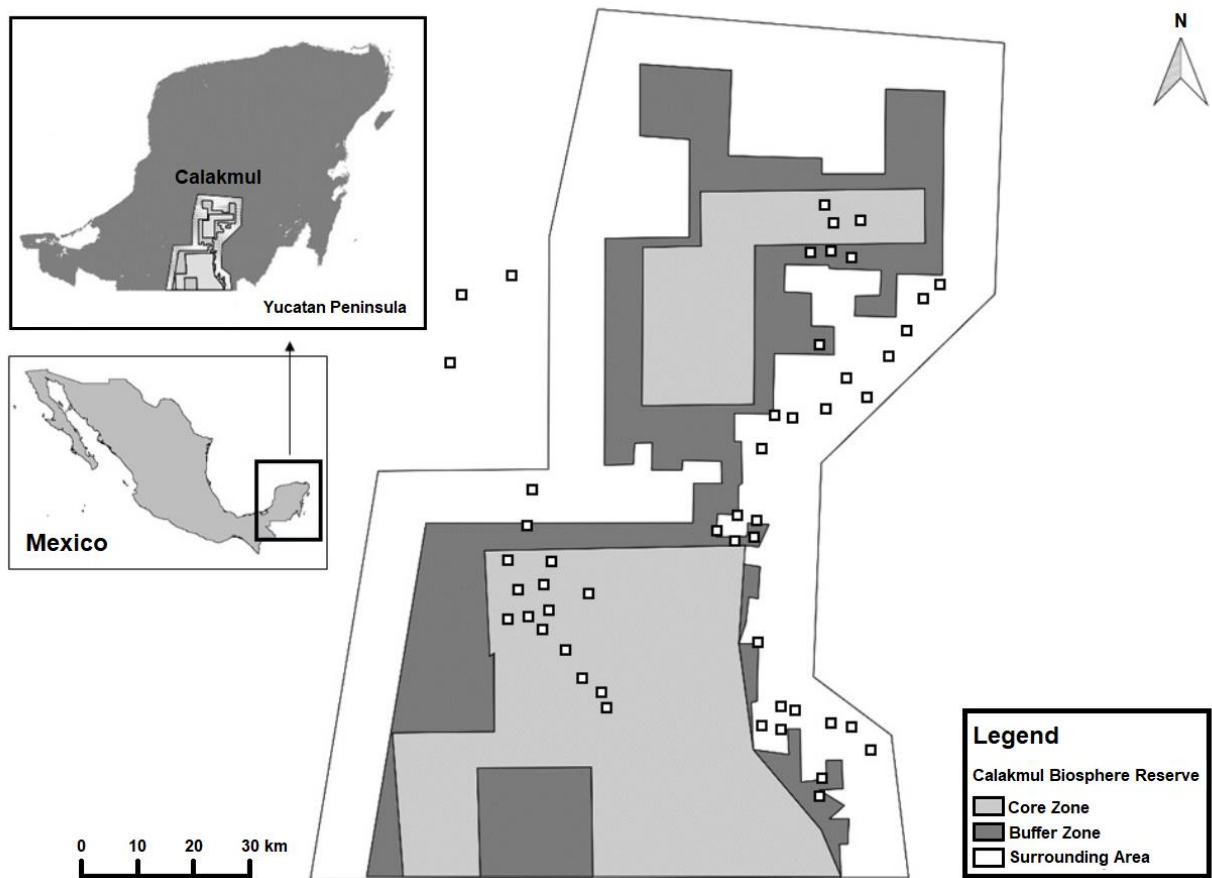 Calakmul
Yucatan Peninsula
Mexico
N
0 10 20 30 km
Legend
Calakmul Biosphere Reserve
Core Zone
Buffer Zone
Surrounding Area